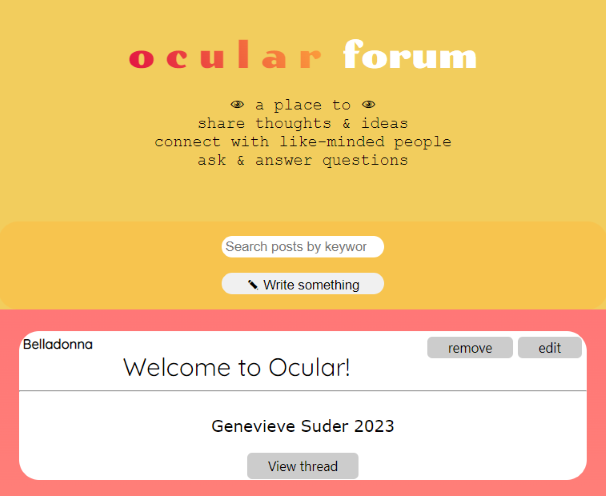 ocular forum
👁 a place to 👁
share thoughts & ideas
connect with like-minded people
ask & answer questions
Search posts by keywor
✎ Write something
Belladonna
remove
edit
Welcome to Ocular!
Genevieve Suder 2023
View thread